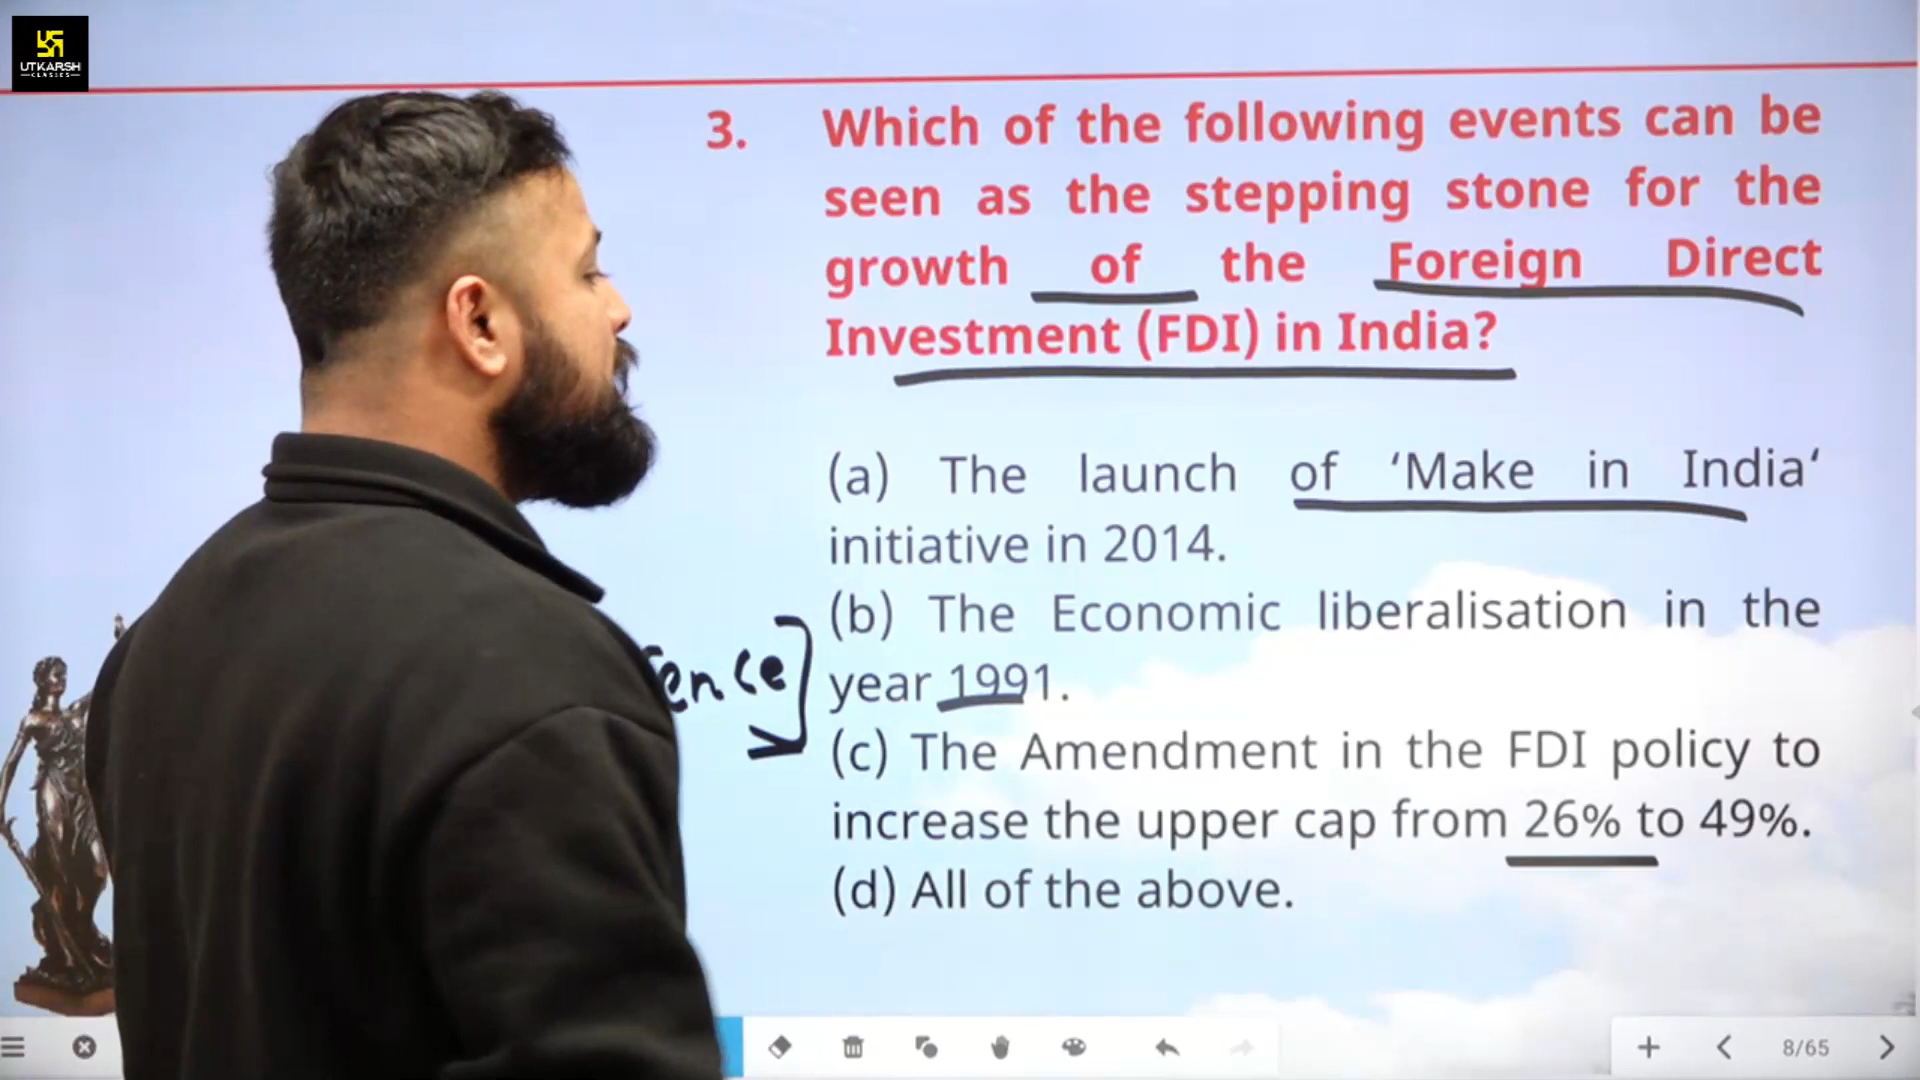 UTKARSH
CLASSES
3. Which of the following events can be
seen as the stepping stone for the
growth of the Foreign Direct
Investment (FDI) in India?
(a) The launch of ‘Make in India‘
initiative in 2014.
(b) The Economic liberalisation in the
year 1991.
(c) The Amendment in the FDI policy to
increase the upper cap from 26% to 49%.
(d) All of the above.
8/65